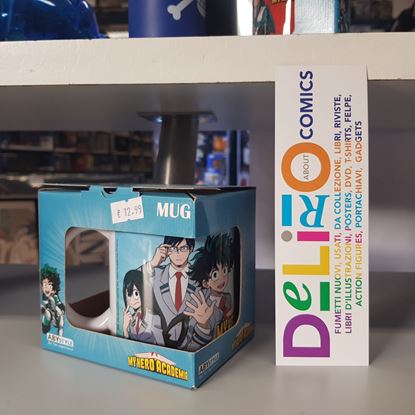 € 12.99
MUG
ABYSTYLE
MY HERO ACADEMIA
ABYSTYLE
DeLiRiO
ABOUT COMICS
FUMETTI NUOVI, USATI, DA COLLEZIONE, LIBRI, RIVISTE,
LIBRI D'ILLUSTRAZIONI, POSTERS, DVD, T-SHIRTS, FELPE,
ACTION FIGURES, PORTACHIAVI, GADGETS